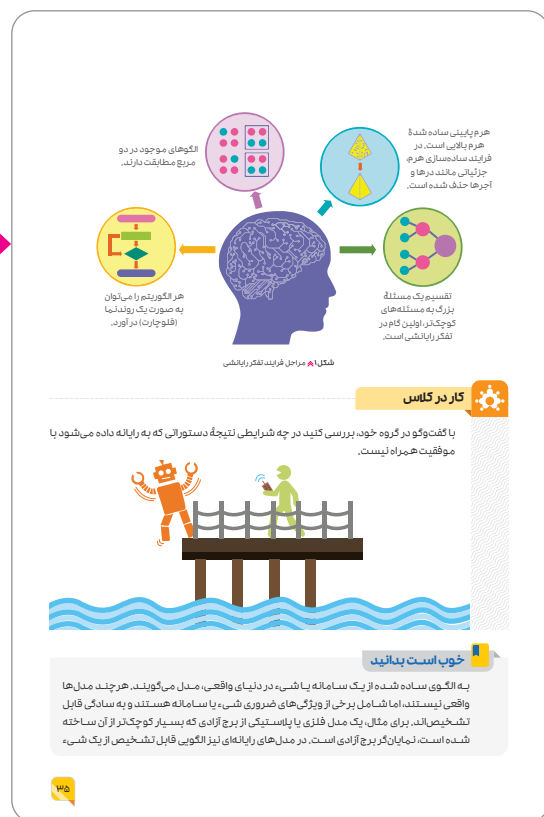 هرم پایینی ساده شدهٔ
هرم بالایی است. در
فرایند ساده‌سازی هرم،
جزئیاتی مانند درها و
آجرها حذف شده است.
الگوهای موجود در دو
مربع مطابقت دارند.
تقسیم یک مسئلهٔ
بزرگ به مسئله‌های
کوچک‌تر، اولین گام در
تفکر رایانشی است.
هر الگوریتم را می‌توان
به صورت یک روندنما
(فلوچارت) در آورد.
شکل ۱ مراحل فرایند تفکر رایانشی
کار در کلاس
با گفت‌وگو در گروه خود، بررسی کنید در چه شرایطی نتیجهٔ دستوراتی که به رایانه داده می‌شود با
موفقیت همراه نیست.
خوب است بدانید
به الگوی ساده شده از یک سامانه یا شیء در دنیای واقعی، مدل می‌گویند. هرچند مدل‌ها
واقعی نیستند، اما شامل برخی از ویژگی‌های ضروری شیء یا سامانه هستند و به سادگی قابل
تشخیص‌اند. برای مثال، یک مدل فلزی یا پلاستیکی از برج آزادی که بسیار کوچک‌تر از آن ساخته
شده است، نمایان‌گر برج آزادی است. در مدل‌های رایانه‌ای نیز الگویی قابل تشخیص از یک شیء
۳۵